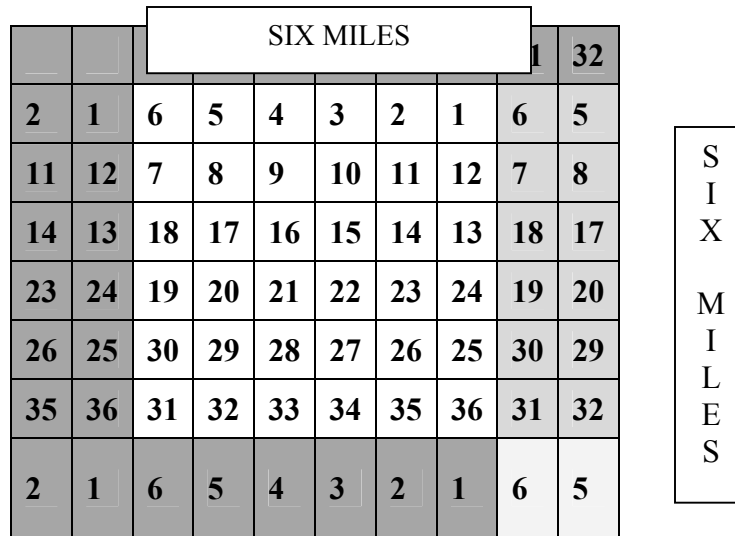 SIX MILES
1 32
2 1 6 5 4 3 2 1 6 5
11 12 7 8 9 10 11 12 7 8
14 13 18 17 16 15 14 13 18 17
23 24 19 20 21 22 23 24 19 20
26 25 30 29 28 27 26 25 30 29
35 36 31 32 33 34 35 36 31 32
2 1 6 5 4 3 2 1 6 5
S
I
X
M
I
L
E
S